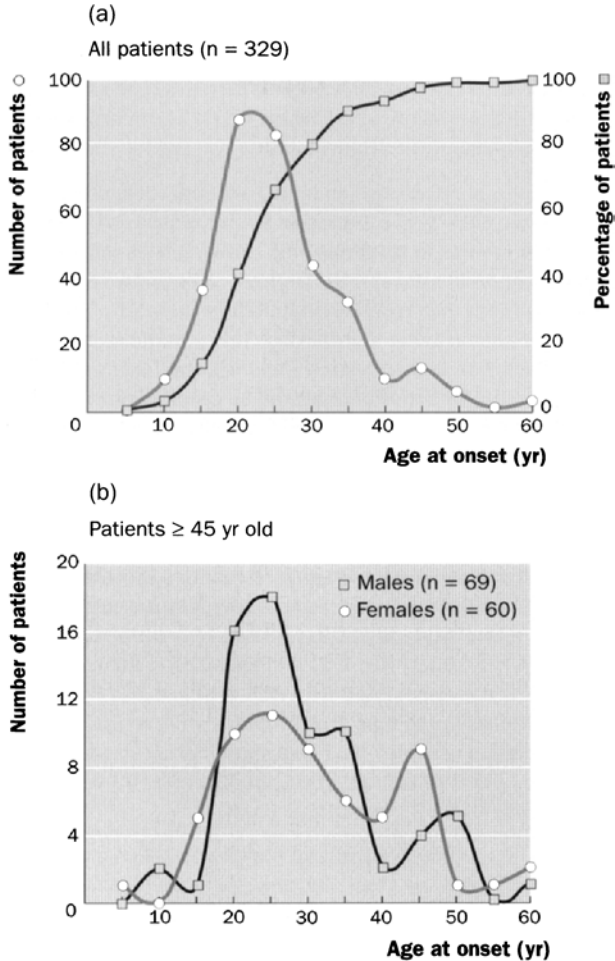 (a)
All patients (n = 329)
Number of patients
100
80
60
40
20
0
100
80
60
40
20
0
Percentage of patients
10 20 30 40 50 60
Age at onset (yr)
(b)
Patients ≥ 45 yr old
Number of patients
20
16
12
8
4
0
Males (n = 69)
Females (n = 60)
10 20 30 40 50 60
Age at onset (yr)